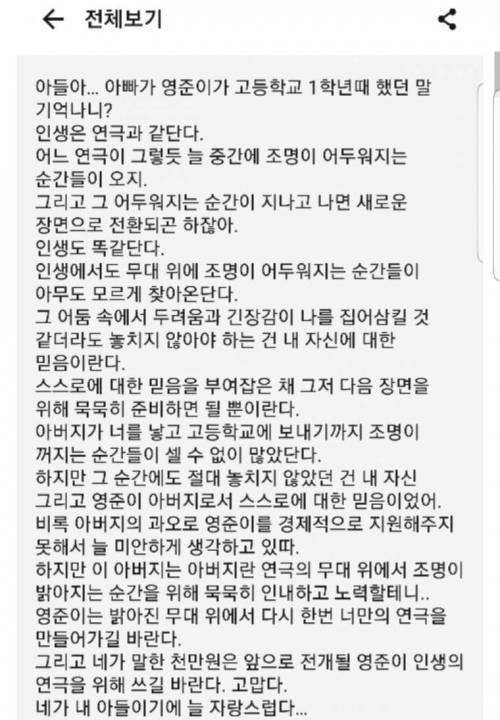 전체보기
아들아... 아빠가 영준이가 고등학교 1학년때 했던 말
기억나니?
인생은 연극과 같단다.
어느 연극이 그렇듯 늘 중간에 조명이 어두워지는
순간들이 오지.
그리고 그 어두워지는 순간이 지나고 나면 새로운
장면으로 전환되곤 하잖아.
인생도 똑같단다.
인생에서도 무대 위에 조명이 어두워지는 순간들이
아무도 모르게 찾아온단다.
그 어둠 속에서 두려움과 긴장감이 나를 집어삼킬 것
같더라도 놓치지 않아야 하는 건 내 자신에 대한
믿음이란다.
스스로에 대한 믿음을 부여잡은 채 그저 다음 장면을
위해 묵묵히 준비하면 될 뿐이란다.
아버지가 너를 낳고 고등학교에 보내기까지 조명이
꺼지는 순간들이 셀 수 없이 많았단다.
하지만 그 순간에도 절대 놓치지 않았던 건 내 자신
그리고 영준이 아버지로서 스스로에 대한 믿음이었어.
비록 아버지의 과오로 영준이를 경제적으로 지원해주지
못해서 늘 미안하게 생각하고 있따.
하지만 이 아버지는 아버지란 연극의 무대 위에서 조명이
밝아지는 순간을 위해 묵묵히 인내하고 노력할테니..
영준이는 밝아진 무대 위에서 다시 한번 너만의 연극을
만들어가길 바란다.
그리고 네가 말한 천만원은 앞으로 전개될 영준이 인생의
연극을 위해 쓰길 바란다. 고맙다.
네가 내 아들이기에 늘 자랑스럽다...